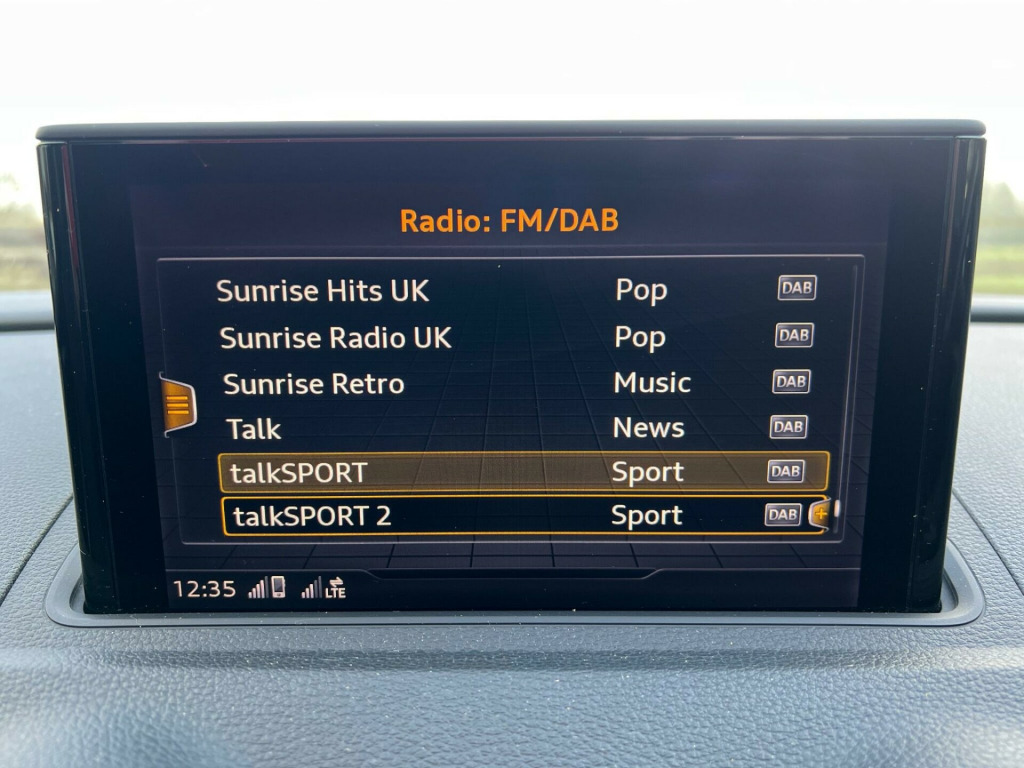 Radio: FM/DAB
Sunrise Hits UK Pop DAB
Sunrise Radio UK Pop DAB
Sunrise Retro Music DAB
Talk News DAB
talkSPORT Sport DAB
talkSPORT 2 Sport DAB
12:35 LTE